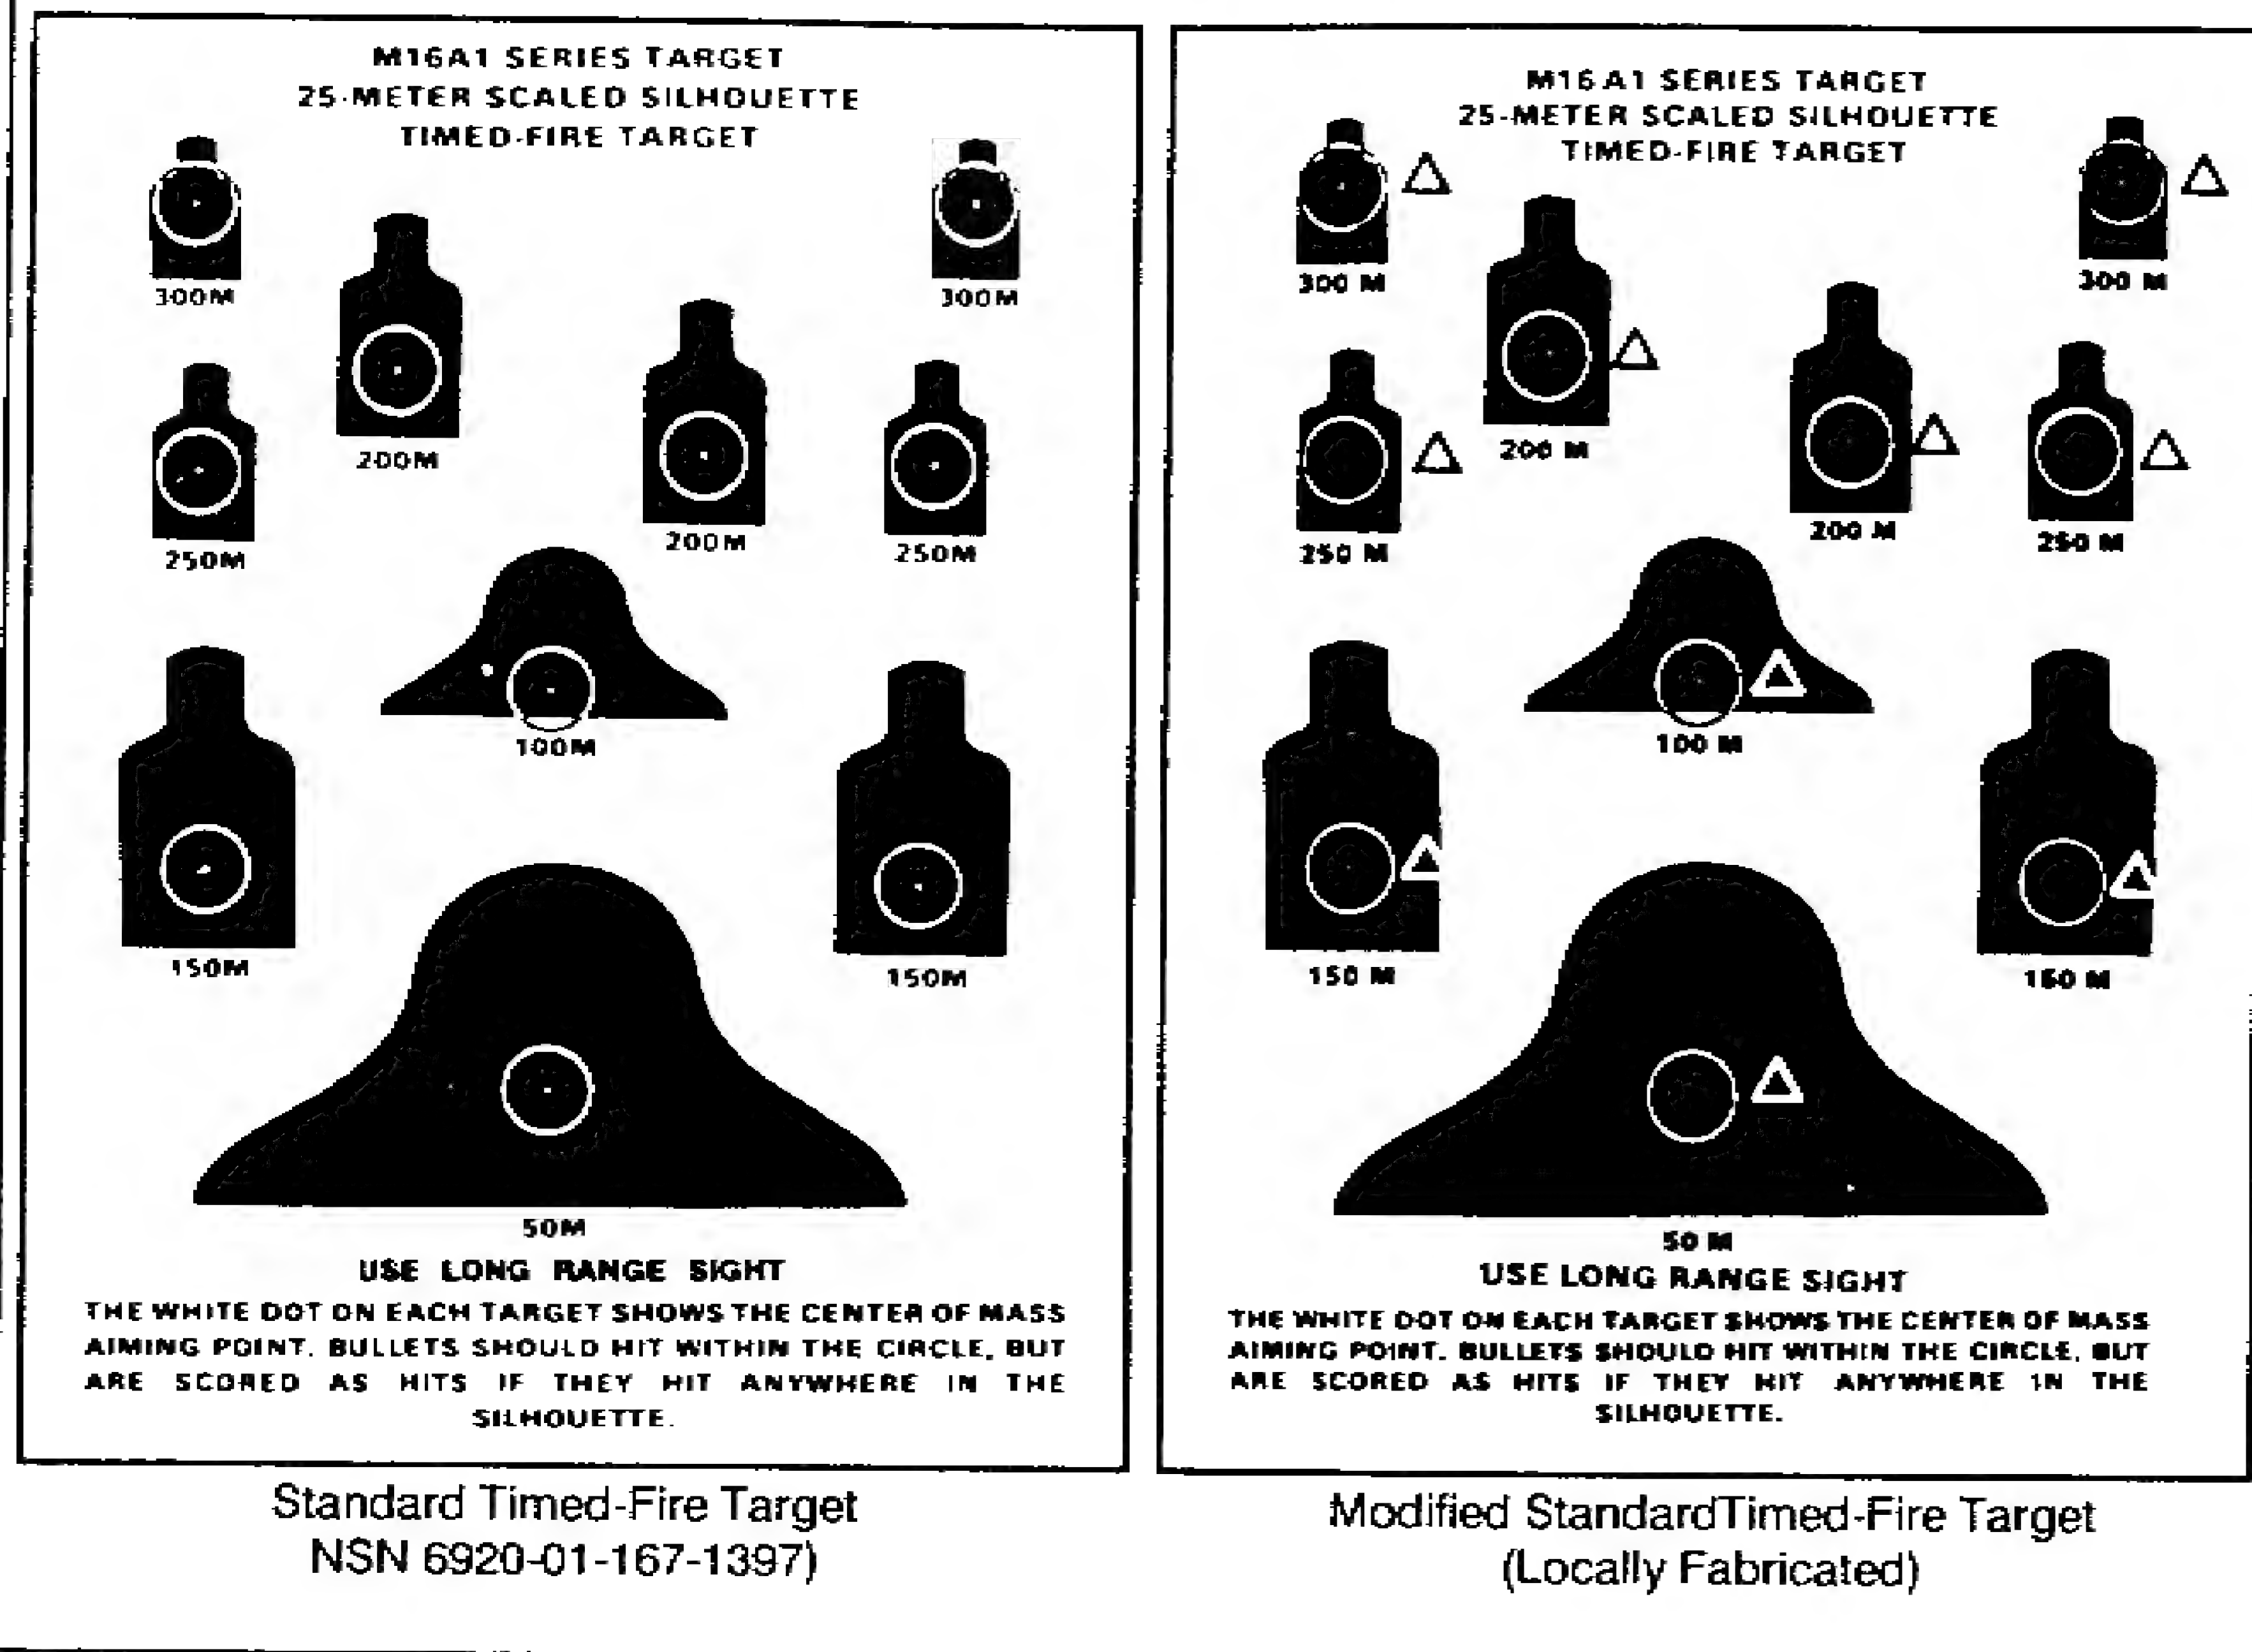 M16A1 SERIES TARGET
25-METER SCALED SILHOUETTE
TIMED-FIRE TARGET
300M
300M
200M
200M
250M
250M
100M
150M
150M
50M
USE LONG RANGE SIGHT
THE WHITE DOT ON EACH TARGET SHOWS THE CENTER OF MASS
AIMING POINT. BULLETS SHOULD HIT WITHIN THE CIRCLE, BUT
ARE SCORED AS HITS IF THEY HIT ANYWHERE IN THE
SILHOUETTE.
Standard Timed-Fire Target
NSN 6920-01-167-1397)
M16A1 SERIES TARGET
25-METER SCALED SILHOUETTE
TIMED-FIRE TARGET
300 M
300 M
200 M
200 M
250 M
250 M
100 M
150 M
150 M
50 M
USE LONG RANGE SIGHT
THE WHITE DOT ON EACH TARGET SHOWS THE CENTER OF MASS
AIMING POINT. BULLETS SHOULD HIT WITHIN THE CIRCLE, BUT
ARE SCORED AS HITS IF THEY HIT ANYWHERE IN THE
SILHOUETTE.
Modified StandardTimed-Fire Target
(Locally Fabricated)